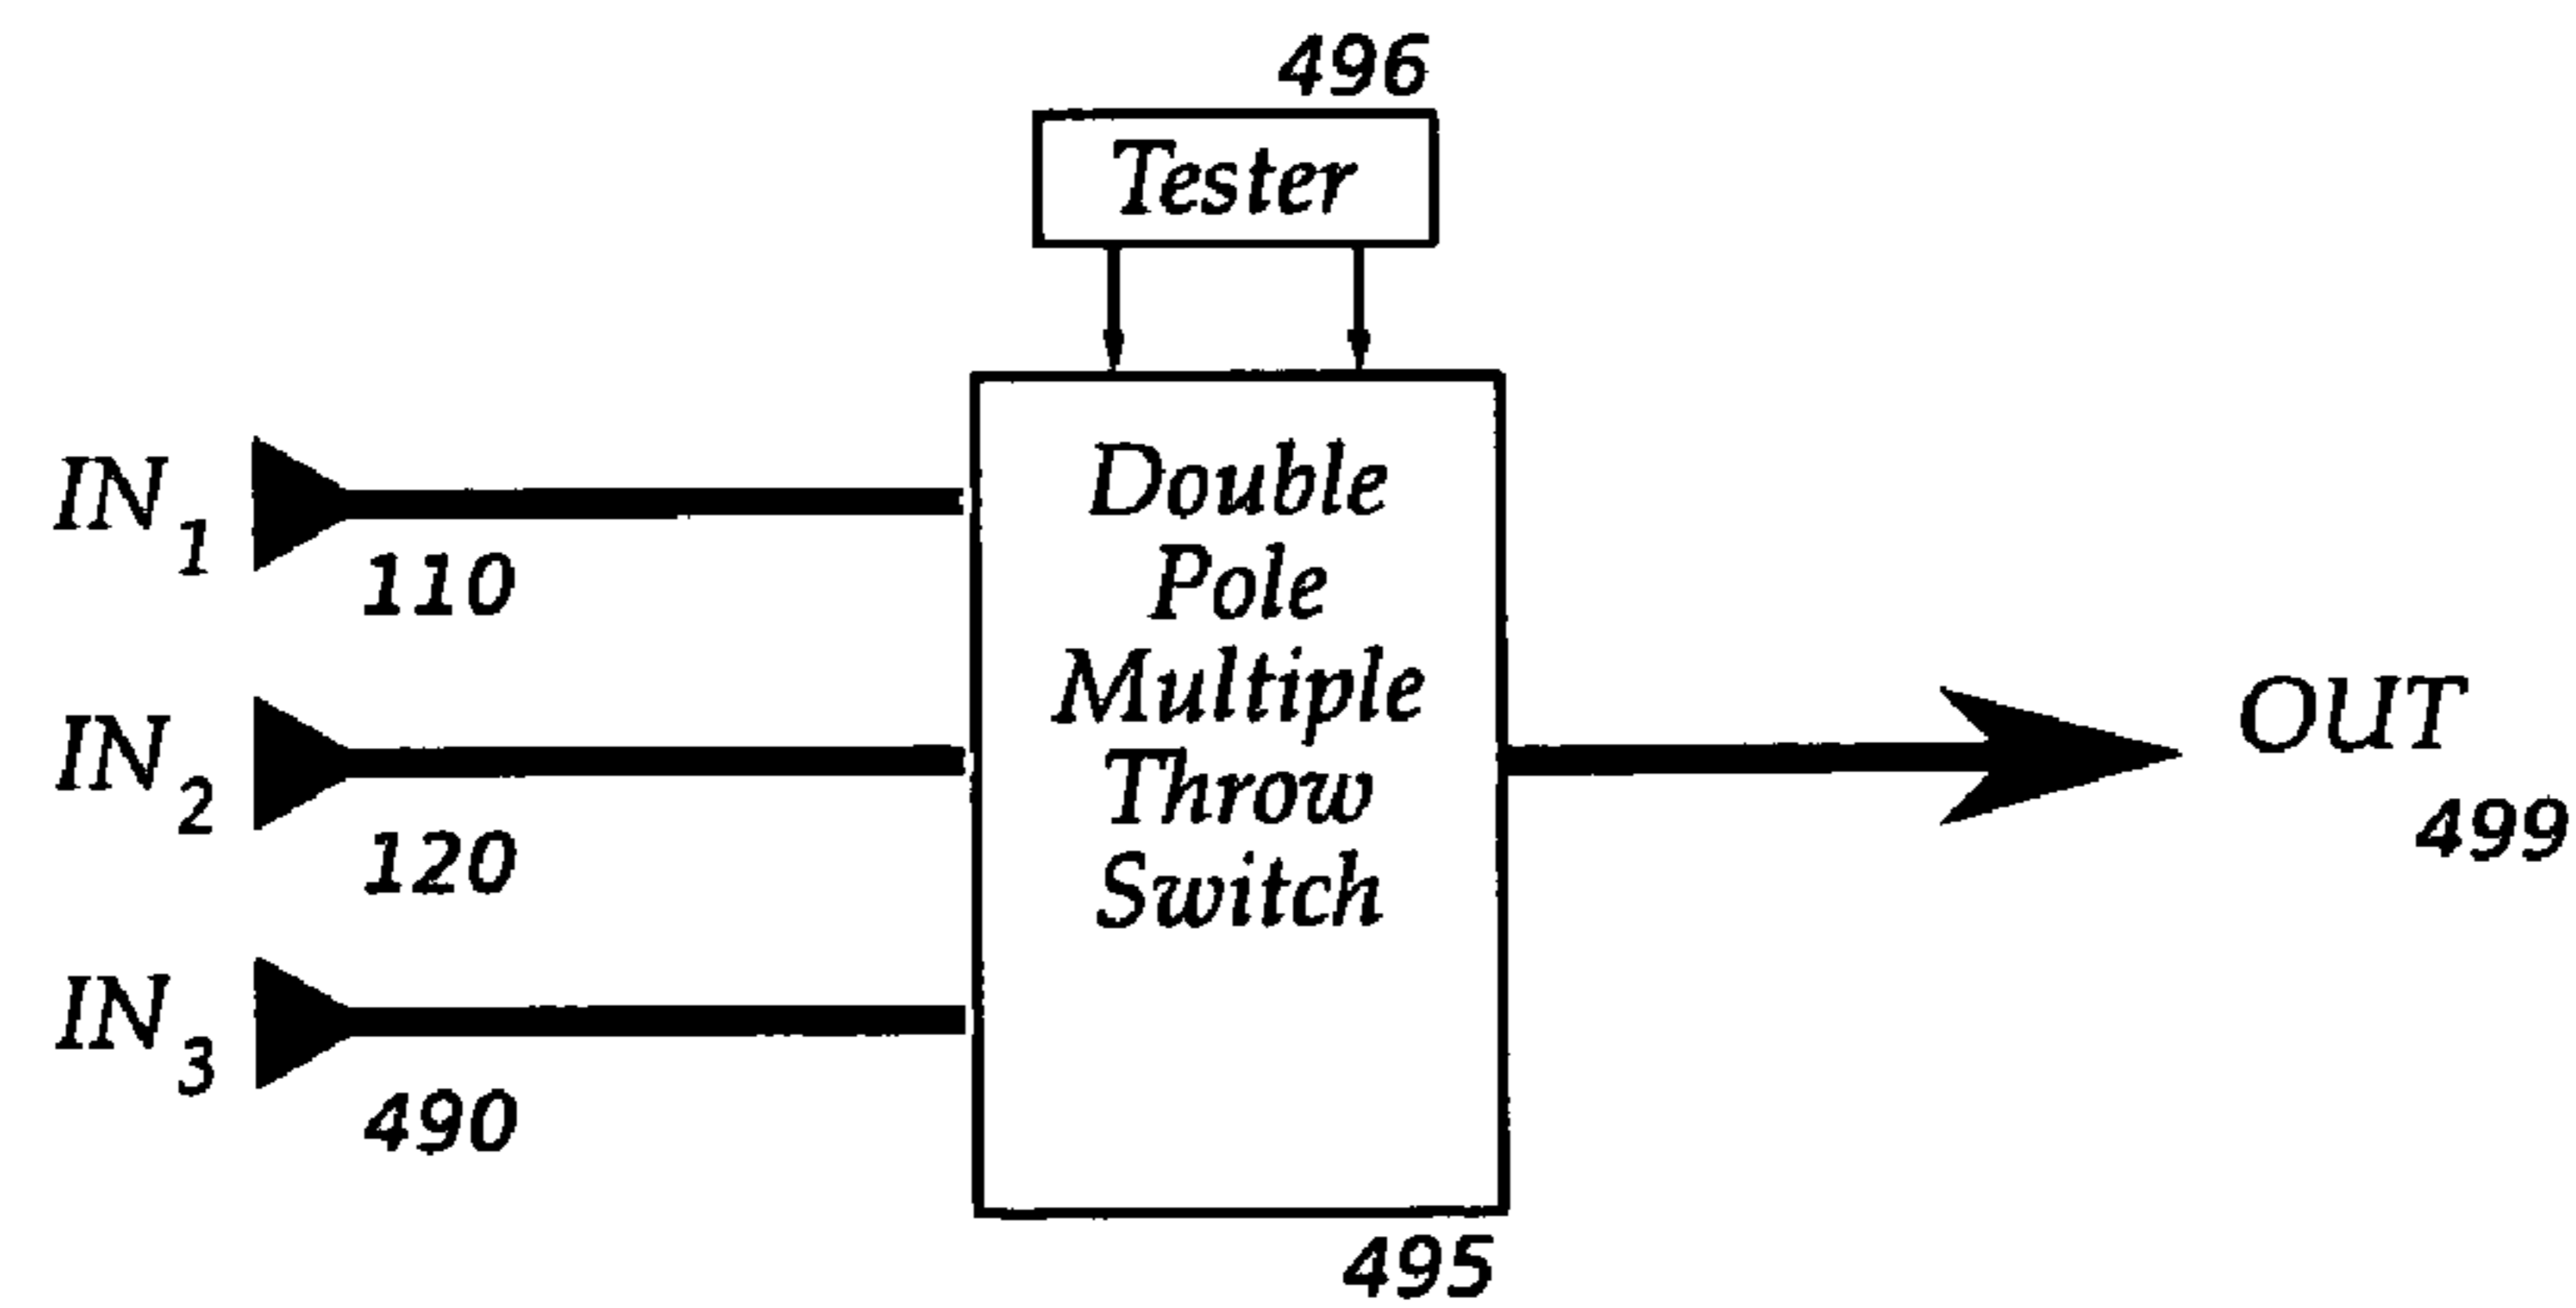 496
Tester
Double
Pole
Multiple
Throw
Switch
IN1
110
IN2
120
IN3
490
OUT
499
495